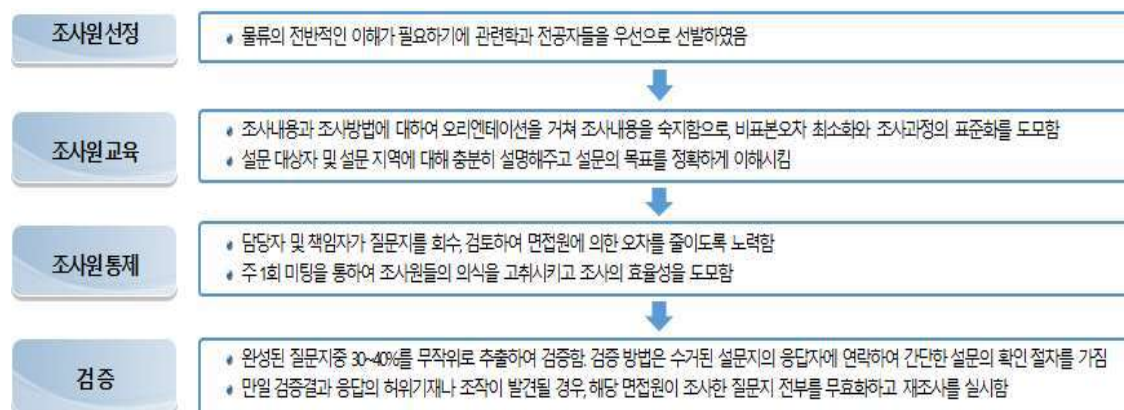 조사원 선정
물류의 전반적인 이해가 필요하기에 관련학과 전공자들을 우선으로 선발하였음
조사원 교육
조사내용과 조사방법에 대하여 오리엔테이션을 거쳐 조사내용을 숙지함으로, 비표본오차 최소화와 조사과정의 표준화를 도모함
설문 대상자 및 설문 지역에 대해 충분히 설명해주고 설문의 목표를 정확하게 이해시킴
조사원 통제
담당자 및 책임자가 질문지를 회수, 검토하여 면접원에 의한 오차를 줄이도록 노력함
주 1회 미팅을 통하여 조사원들의 의식을 고취시키고 조사의 효율성을 도모함
검 증
완성된 질문지중 30~40%를 무작위로 추출하여 검증함. 검증 방법은 수거된 설문지의 응답자에 연락하여 간단한 설문의 확인 절차를 가짐
만일 검증결과 응답의 허위기재나 조작이 발견될 경우, 해당 면접원이 조사한 질문지 전부를 무효화하고 재조사를 실시함